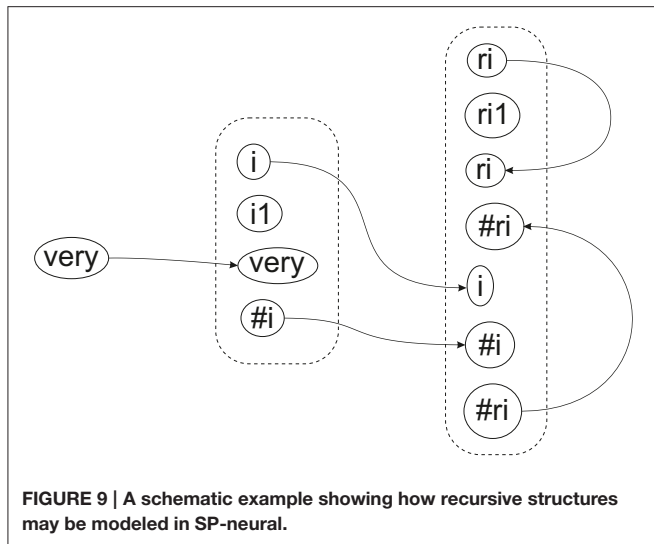 very
i
i1
very
#i
ri
ri1
ri
#ri
i
#i
#ri
FIGURE 9 | A schematic example showing how recursive structures
may be modeled in SP-neural.